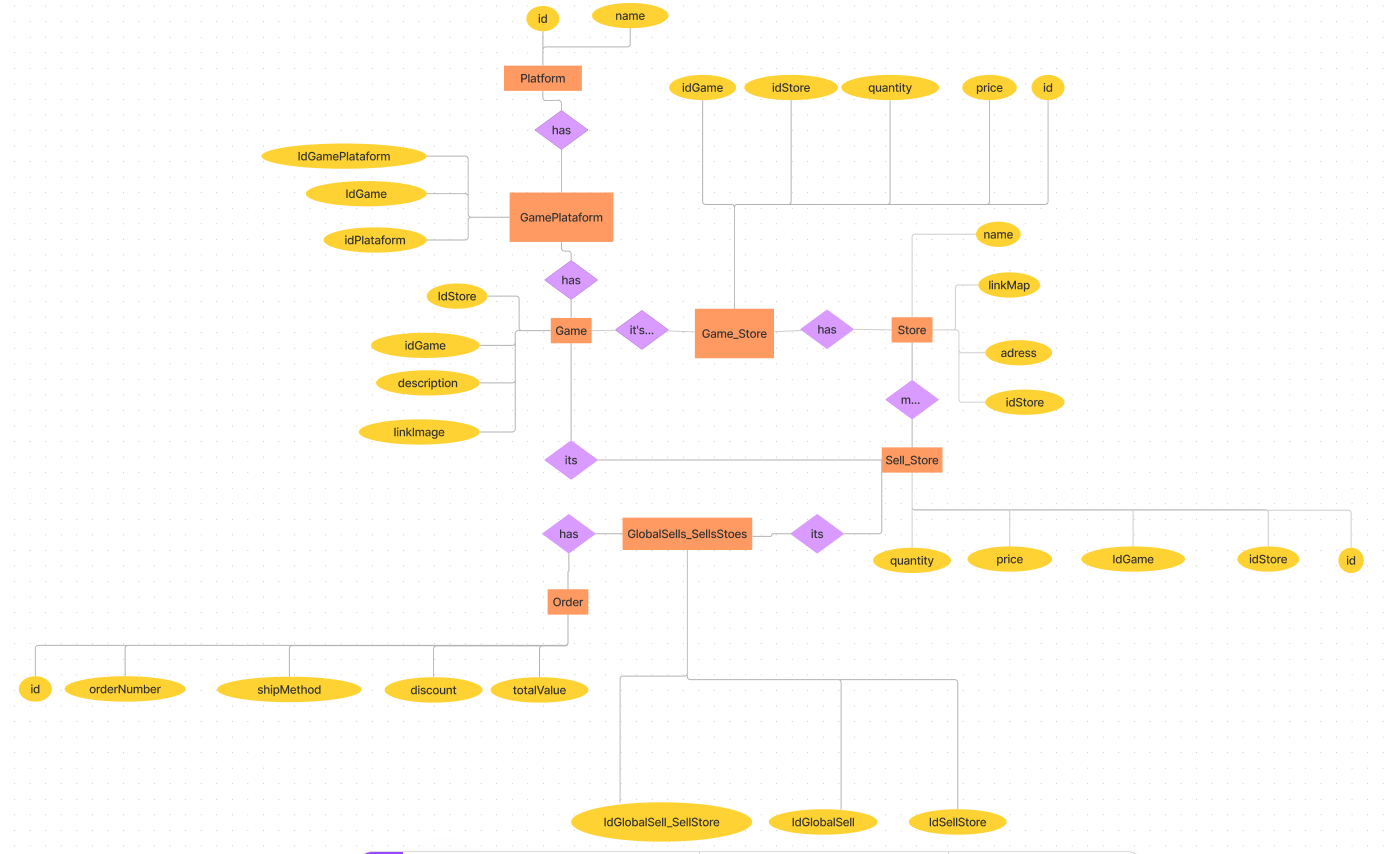 id
name
Platform
idGame
idStore
quantity
price
id
has
IdGamePlataform
IdGame
GamePlataform
idPlataform
name
has
linkMap
IdStore
Game
it's...
Game_Store
has
Store
idGame
adress
description
m...
idStore
linkImage
its
Sell_Store
has
GlobalSells_SellsStoes
its
quantity
price
IdGame
idStore
id
Order
id
orderNumber
shipMethod
discount
totalValue
IdGlobalSell_SellStore
IdGlobalSell
IdSellStore